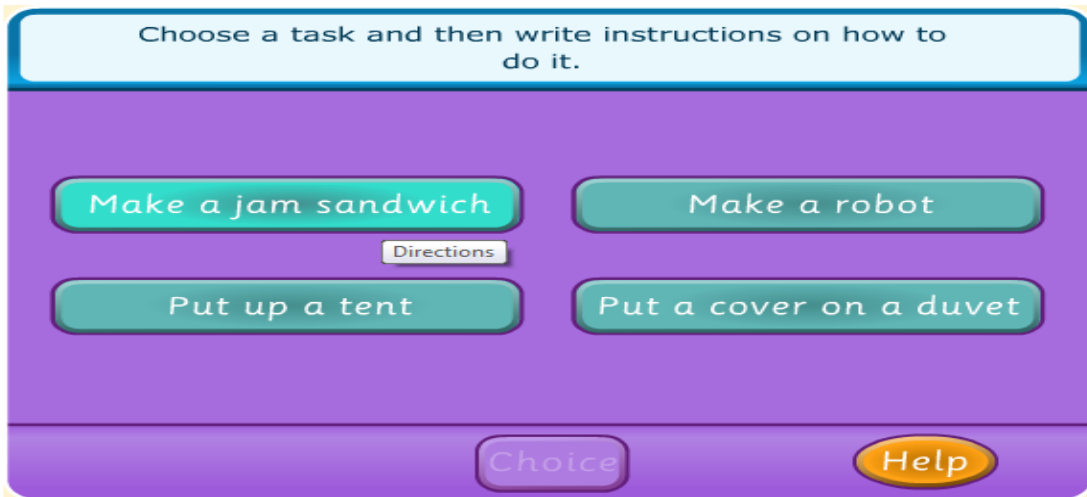 Choose a task and then write instructions on how to
do it.
Make a jam sandwich
Make a robot
Directions
Put up a tent
Put a cover on a duvet
Choice
Help